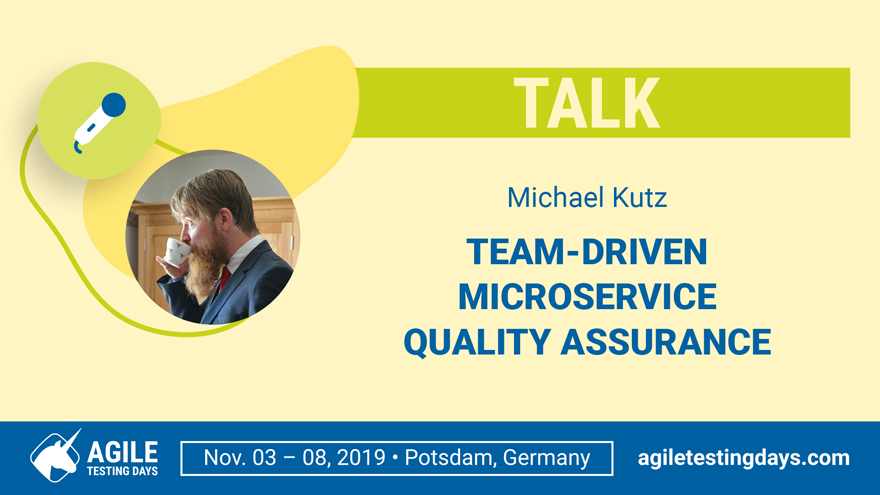 TALK
Michael Kutz
TEAM-DRIVEN
MICROSERVICE
QUALITY ASSURANCE
AGILE
TESTING DAYS
Nov. 03 – 08, 2019 • Potsdam, Germany
agiletestingdays.com